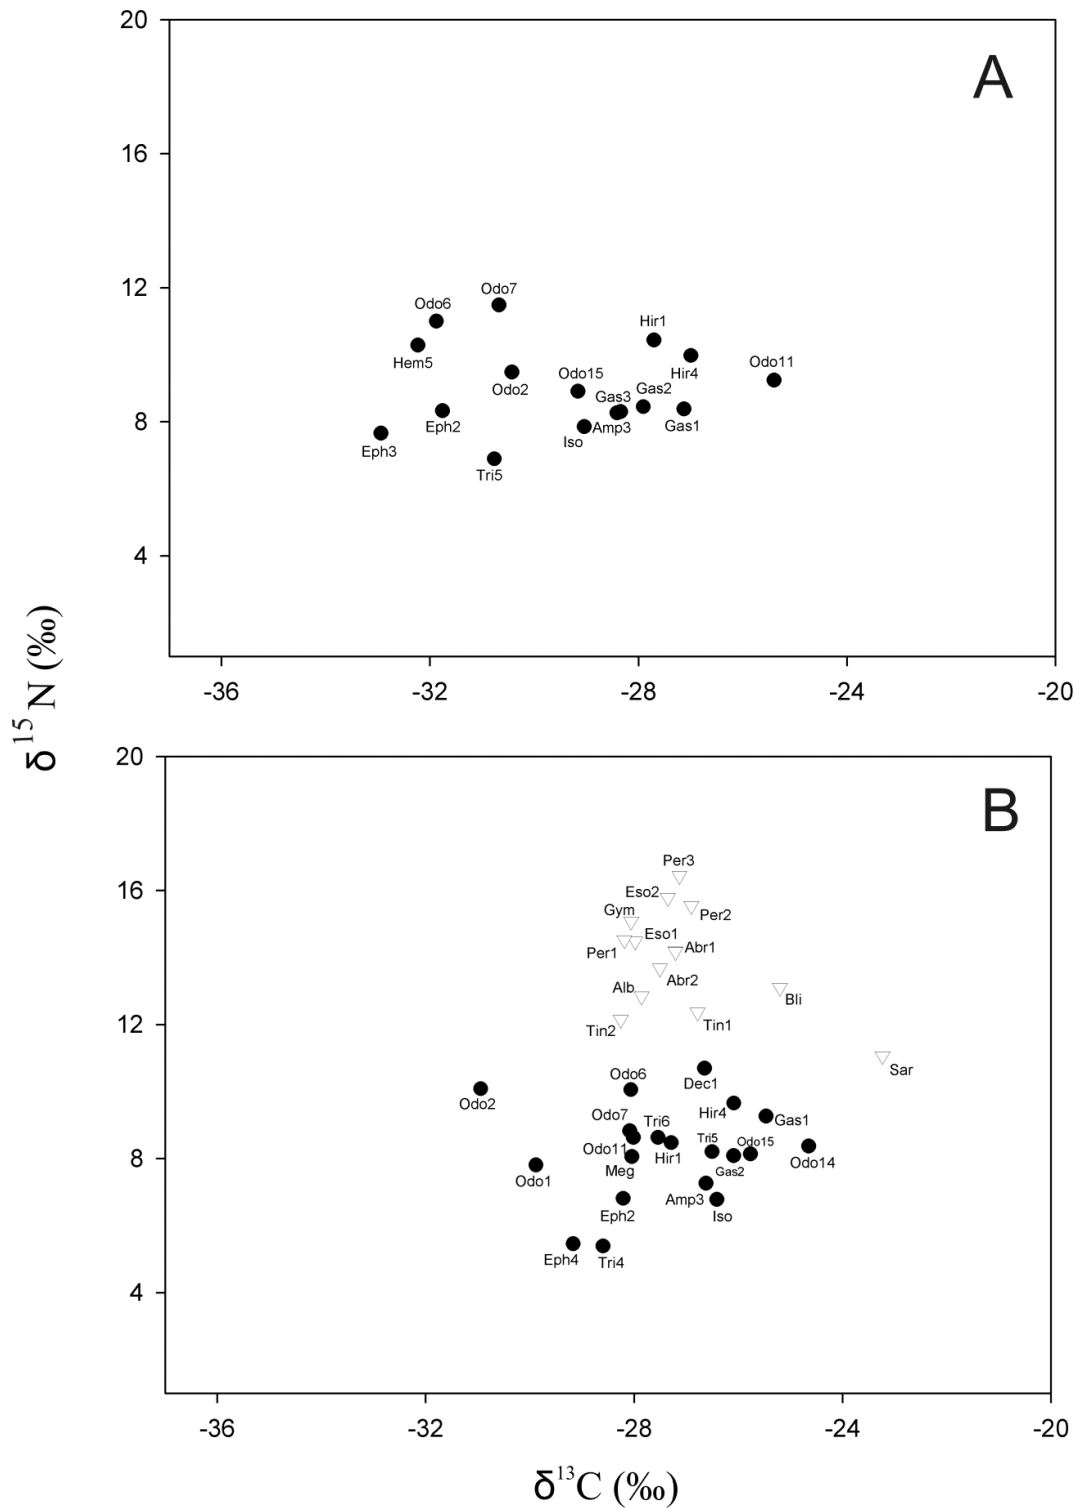 20
A
16
12
Odo7
Odo6
Hir1
Hem5
Odo11
Hir4
Odo15
Odo2
Gas2
Gas3
8
Eph2
Amp3
Gas1
Iso
Eph3
Tri5
4
-36 -32 -28 -24 -20
δ15 N (‰)
20
B
Per3
16
Eso2
Gym
Per2
Eso1
Per1
Abr1
Abr2
Alb
Bli
12
Tin2
Tin1
Sar
Odo6
Dec1
Odo2
Hir4
Odo7
Tri6
Gas1
Odo11
Hir1
Tri5
Odo15
8
Meg
Gas2
Odo14
Odo1
Amp3
Eph2
Iso
Eph4
Tri4
4
-36 -32 -28 -24 -20
δ13C (‰)